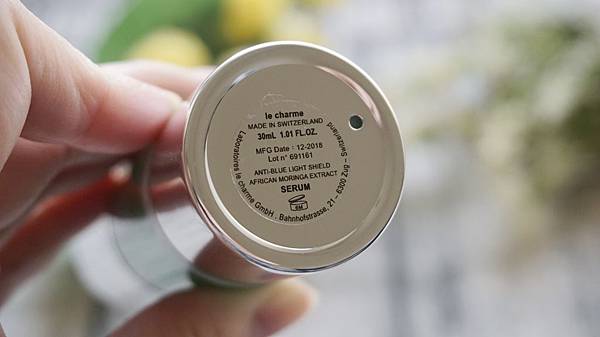 le charme
MADE IN SWITZERLAND
30mL 1.01 FL.OZ.
MFG Date : 12-2018
Lot n° 691161
ANTI-BLUE LIGHT SHIELD
AFRICAN MORINGA EXTRACT
SERUM
Laboratoires le charme GmbH . Bahnhofstrasse, 21 - 6300 Zug - Switzerland